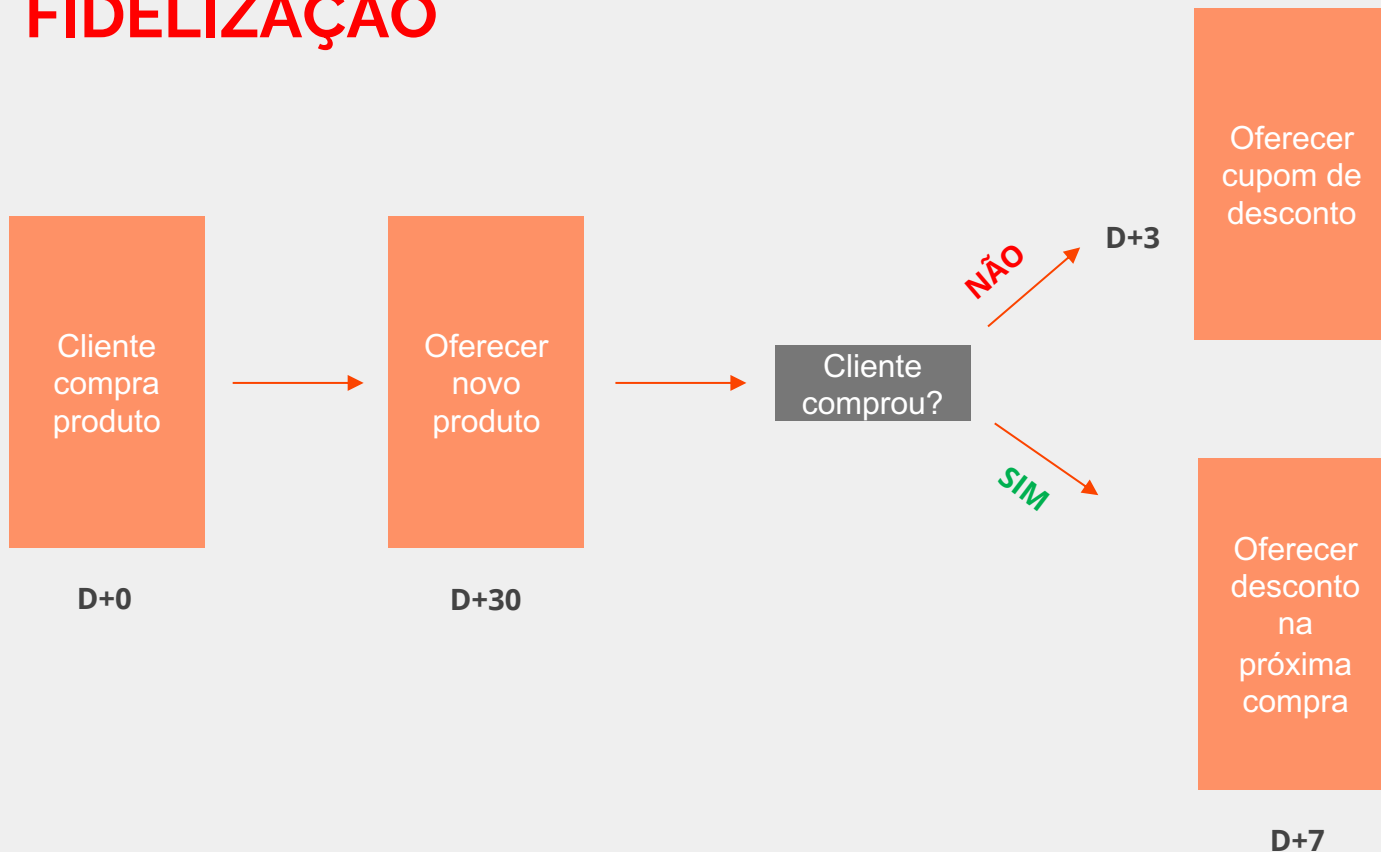 FIDELIZAÇÃO
Cliente
compra
produto
D+0
Oferecer
novo
produto
D+30
Cliente
comprou?
NÃO
D+3
Oferecer
cupom de
desconto
SIM
Oferecer
desconto
na
próxima
compra
D+7